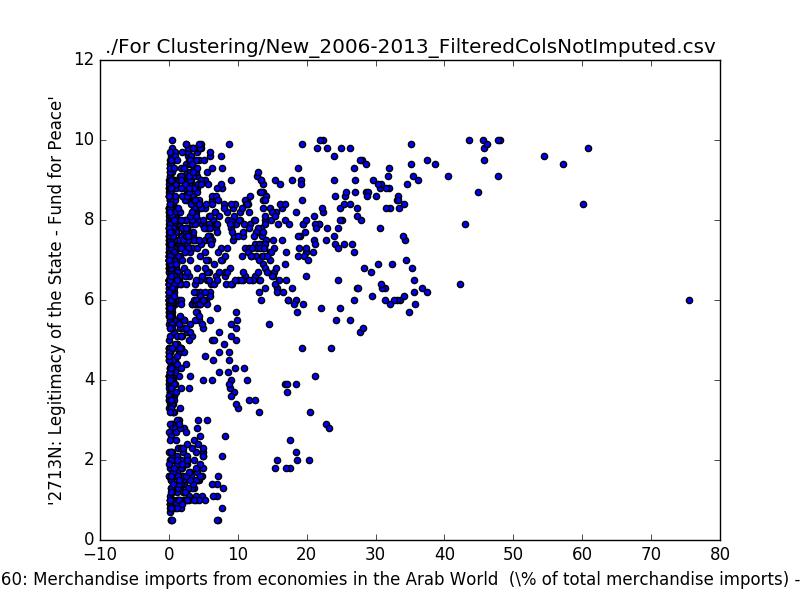 ./For Clustering/New_2006-2013_FilteredColsNotImputed.csv
12
10
8
6
4
2
0
'2713N: Legitimacy of the State - Fund for Peace'
−10 0 10 20 30 40 50 60 70 80
60: Merchandise imports from economies in the Arab World (\% of total merchandise imports) -